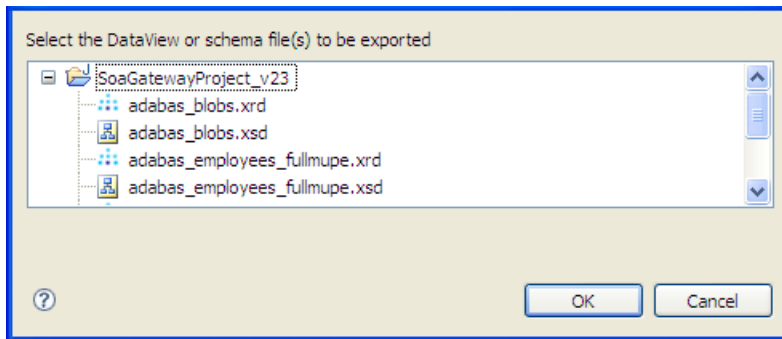 Select the DataView or schema file(s) to be exported
SoaGatewayProject_v23
adabas_blobs.xrd
adabas_blobs.xsd
adabas_employees_fullmupe.xrd
adabas_employees_fullmupe.xsd
?
OK Cancel